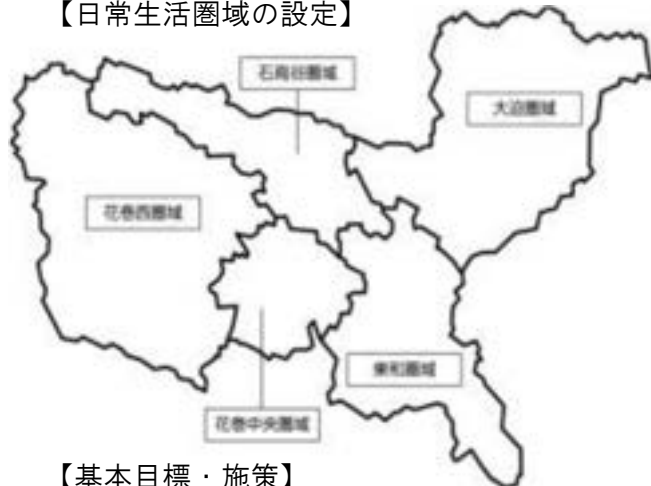 【日常生活圏域の設定】
石鳥谷圏域
大迫圏域
花巻西圏域
東和圏域
花巻中央圏域
【基本目標・施策】